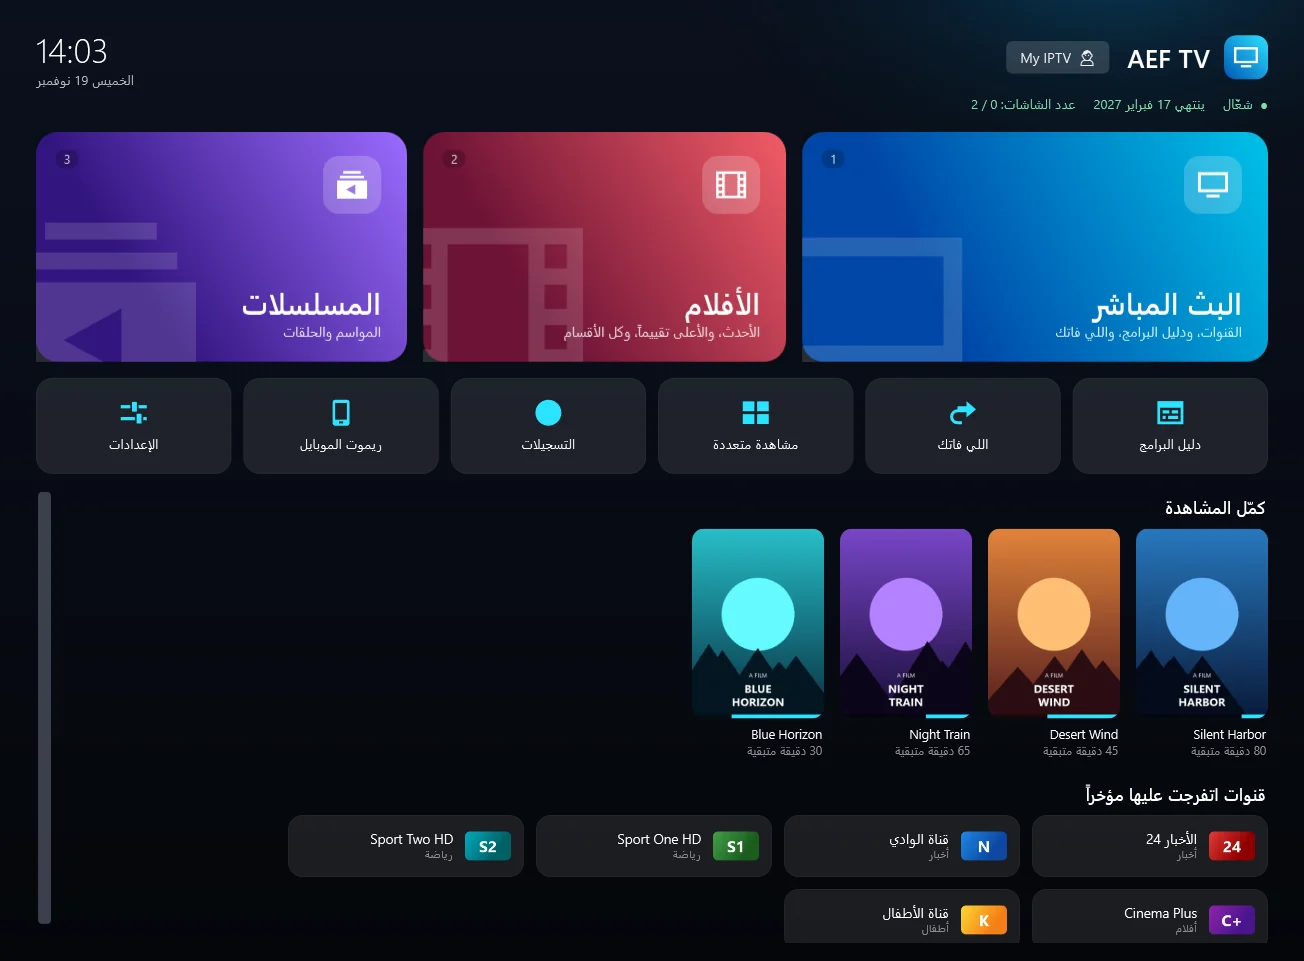 AEF TV
My IPTV
14:03
الخميس 19 نوفمبر
شغّال
ينتهي 17 فبراير 2027
عدد الشاشات: 0 / 2
1
البث المباشر
القنوات، ودليل البرامج، واللي فاتك
2
الأفلام
الأحدث، والأعلى تقييماً، وكل الأقسام
3
المسلسلات
المواسم والحلقات
دليل البرامج
اللي فاتك
مشاهدة متعددة
التسجيلات
ريموت الموبايل
الإعدادات
كمّل المشاهدة
A FILM
SILENT
HARBOR
Silent Harbor
80 دقيقة متبقية
A FILM
DESERT
WIND
Desert Wind
45 دقيقة متبقية
A FILM
NIGHT
TRAIN
Night Train
65 دقيقة متبقية
A FILM
BLUE
HORIZON
Blue Horizon
30 دقيقة متبقية
قنوات اتفرجت عليها مؤخراً
24
الأخبار 24
أخبار
N
قناة الوادي
أخبار
S1
Sport One HD
رياضة
S2
Sport Two HD
رياضة
C+
Cinema Plus
أفلام
K
قناة الأطفال
أطفال